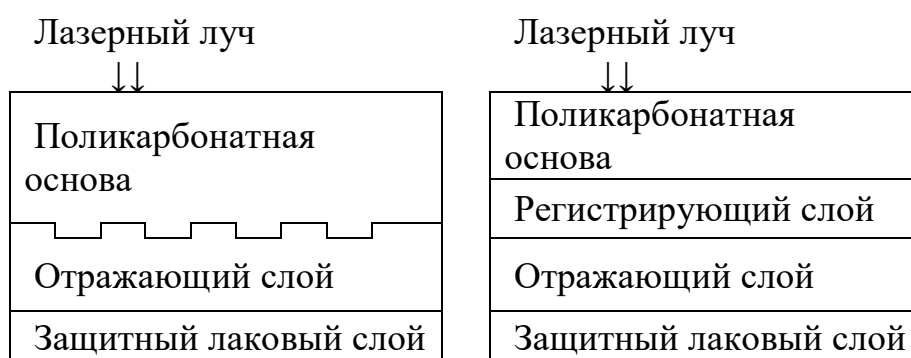 Лазерный луч
↓↓
Поликарбонатная
основа
Отражающий слой
Защитный лаковый слой
Лазерный луч
↓↓
Поликарбонатная
основа
Регистрирующий слой
Отражающий слой
Защитный лаковый слой